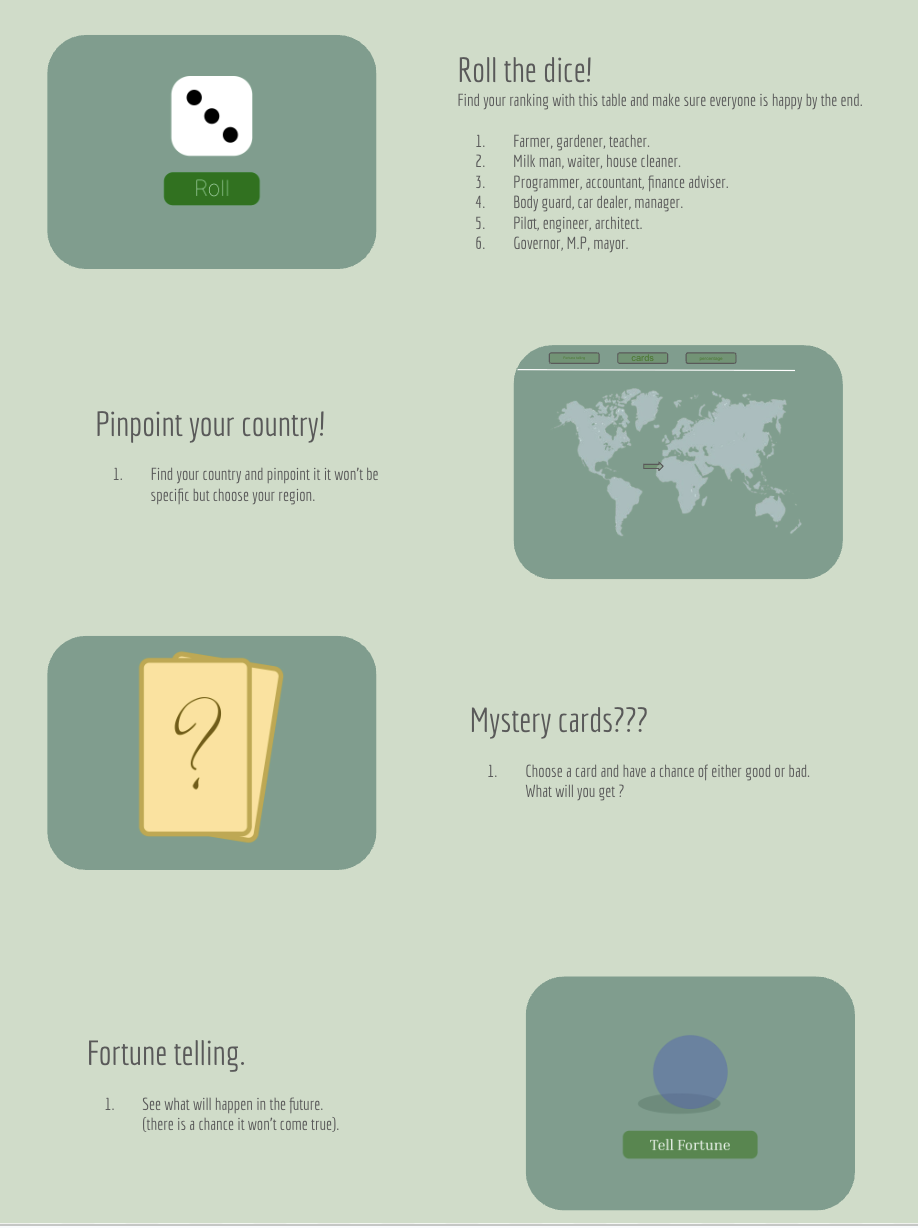 Roll
Roll the dice!
Find your ranking with this table and make sure everyone is happy by the end.
1. Farmer, gardener, teacher.
2. Milk man, waiter, house cleaner.
3. Programmer, accountant, finance adviser.
4. Body guard, car dealer, manager.
5. Pilot, engineer, architect.
6. Governor, M.P, mayor.
Pinpoint your country!
1. Find your country and pinpoint it it won't be
specific but choose your region.
cards
?
Mystery cards???
1. Choose a card and have a chance of either good or bad.
What will you get ?
Fortune telling.
1. See what will happen in the future.
(there is a chance it won't come true).
Tell Fortune